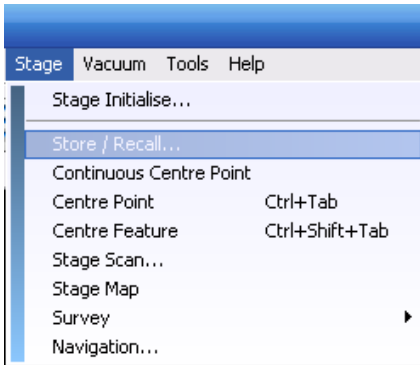 Stage Vacuum Tools Help
Stage Initialise...
Store / Recall...
Continuous Centre Point
Centre Point Ctrl+Tab
Centre Feature Ctrl+Shift+Tab
Stage Scan...
Stage Map
Survey
Navigation...